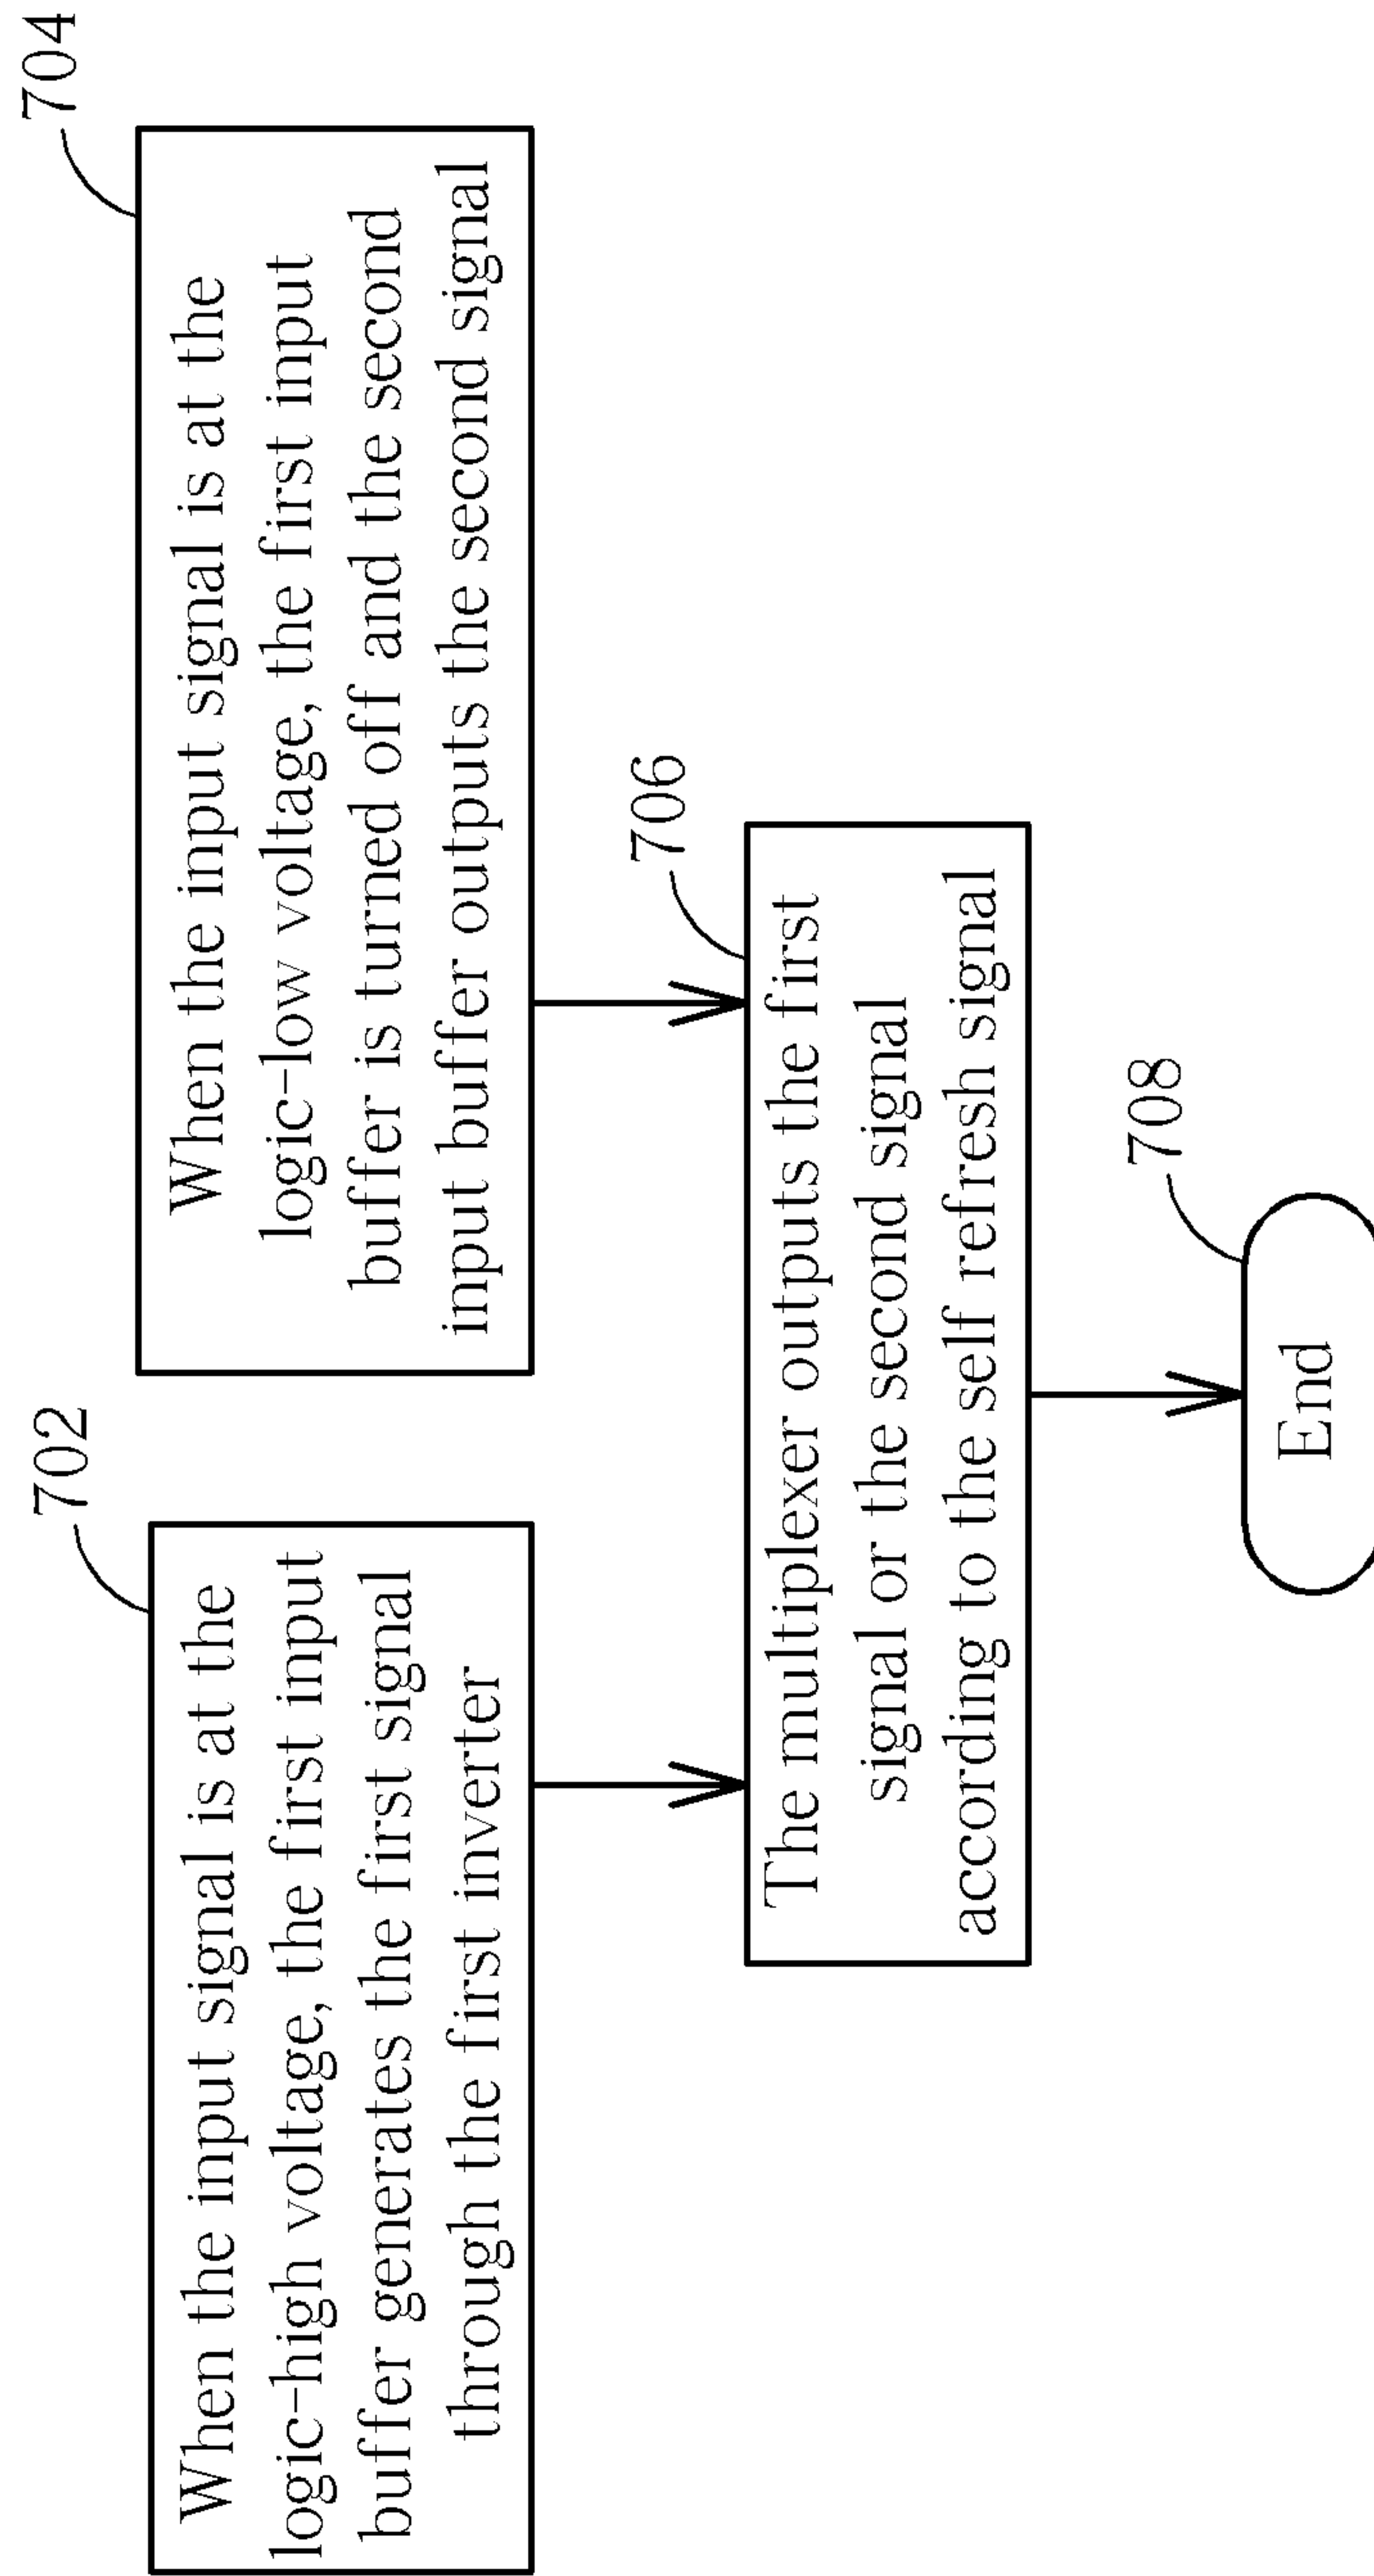 702
When the input signal is at the
logic-high voltage, the first input
buffer generates the first signal
through the first inverter
704
When the input signal is at the
logic-low voltage, the first input
buffer is turned off and the second
input buffer outputs the second signal
706
The multiplexer outputs the first
signal or the second signal
according to the self refresh signal
708
End